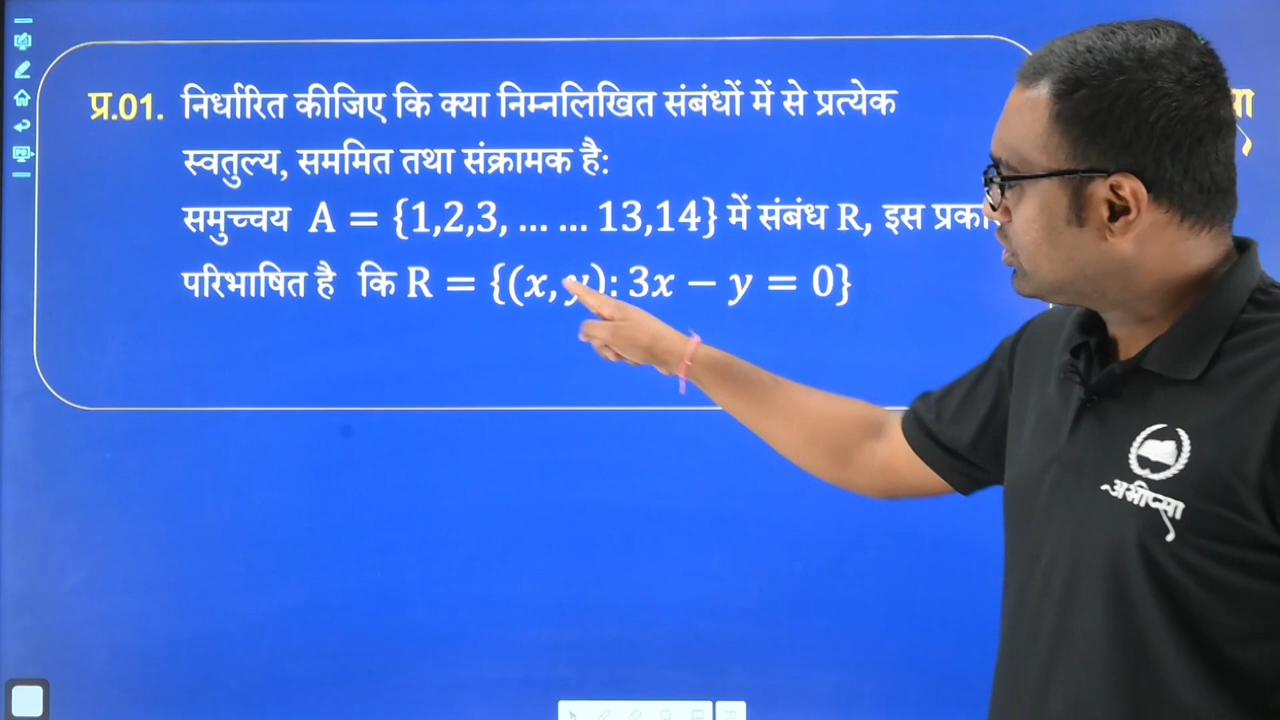 प्र.01. निर्धारित कीजिए कि क्या निम्नलिखित संबंधों में से प्रत्येक
स्वतुल्य, सममित तथा संक्रामक है:
समुच्चय A = {1,2,3, ... ... 13,14} में संबंध R, इस
परिभाषित है कि R = {(x,y): 3x − y = 0}
अभीप्सा